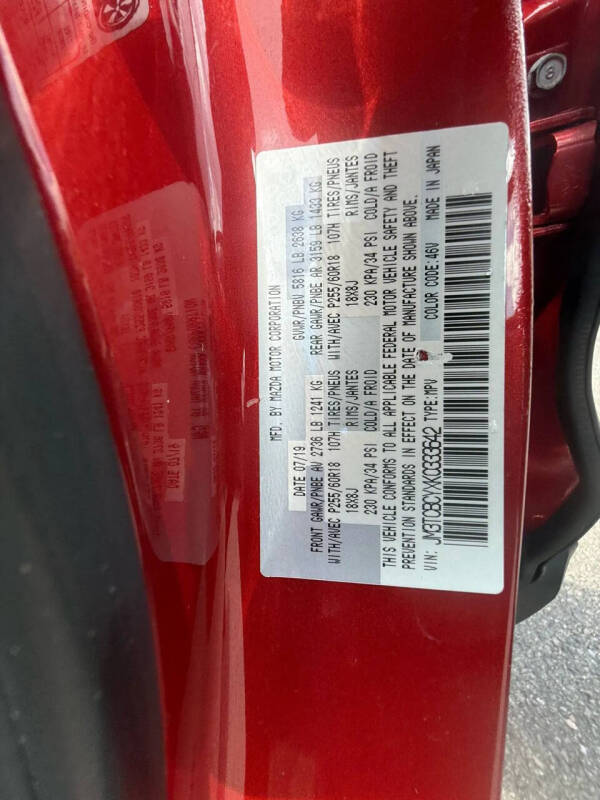 MFD. BY MAZDA MOTOR CORPORATION
DATE 07/19 GVWR/PNBV 5816 LB 2638 KG
FRONT GAWR/PNBE AV 2736 LB 1241 KG REAR GAWR/PNBE AR 3159 LB 1433 KG
WITH/AVEC P255/60R18 107H TIRES/PNEUS WITH/AVEC P255/60R18 107H TIRES/PNEUS
18X8J RIMS/JANTES 18X8J RIMS/JANTES
230 KPA/34 PSI COLD/A FROID 230 KPA/34 PSI COLD/A FROID
THIS VEHICLE CONFORMS TO ALL APPLICABLE FEDERAL MOTOR VEHICLE SAFETY AND THEFT
PREVENTION STANDARDS IN EFFECT ON THE DATE OF MANUFACTURE SHOWN ABOVE.
VIN: JM3TCBCYXK0333642 TYPE:MPV COLOR CODE:46V MADE IN JAPAN
8